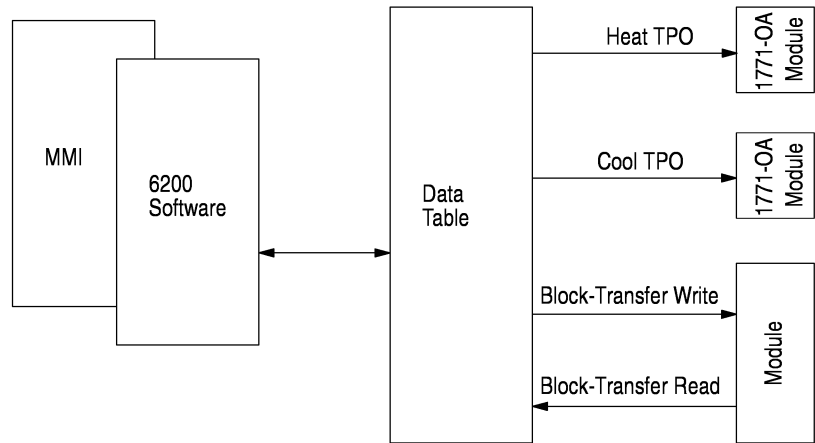 MMI
6200
Software
Data
Table
Heat TPO
1771-OA
Module
Cool TPO
1771-OA
Module
Block-Transfer Write
Block-Transfer Read
Module